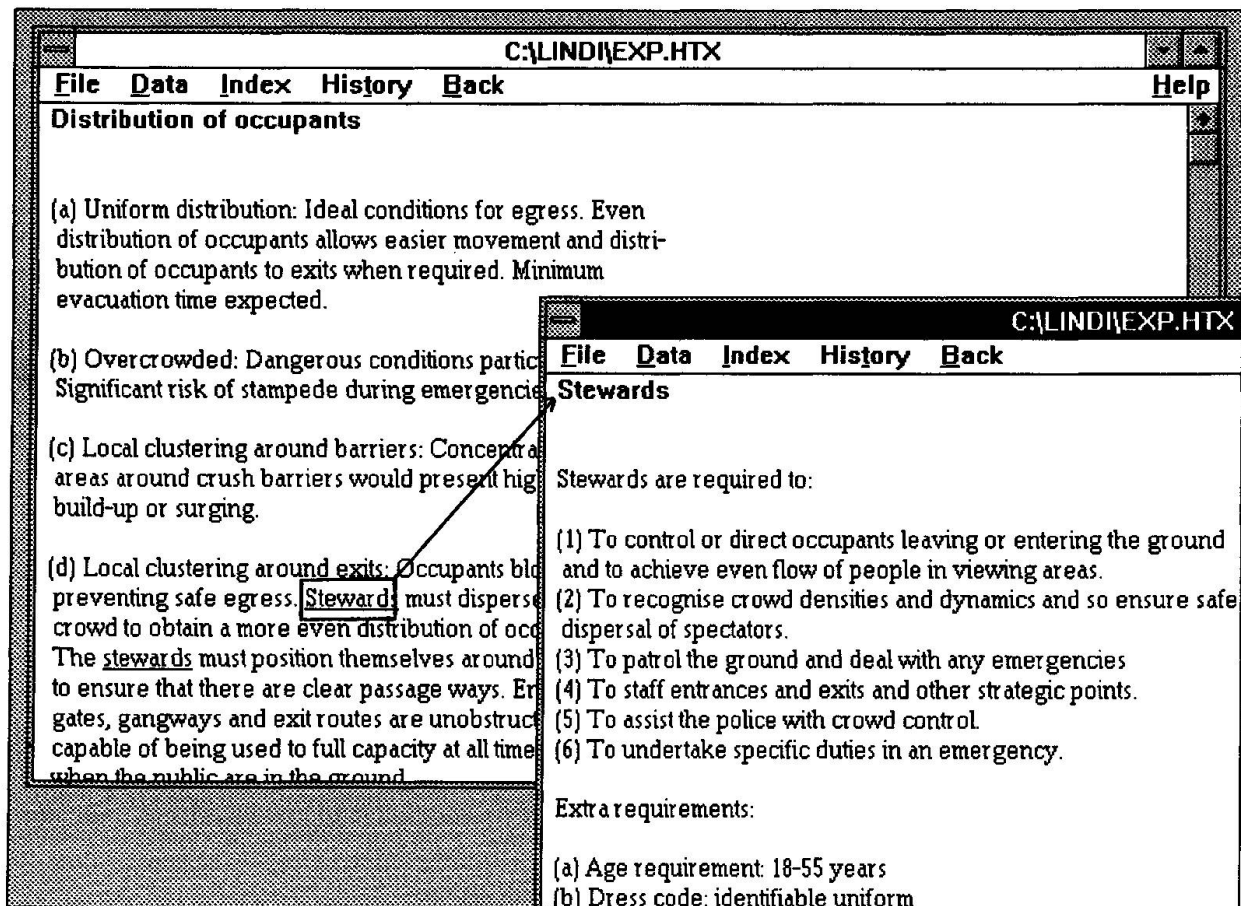 C:\LINDI\EXP.HTX
File Data Index History Back Help
Distribution of occupants
(a) Uniform distribution: Ideal conditions for egress. Even
distribution of occupants allows easier movement and distri-
bution of occupants to exits when required. Minimum
evacuation time expected.
(b) Overcrowded: Dangerous conditions partic
Significant risk of stampede during emergencie
(c) Local clustering around barriers: Concentra
areas around crush barriers would present hig
build-up or surging.
(d) Local clustering around exits: Occupants blo
preventing safe egress. Stewards must disperse
crowd to obtain a more even distribution of occ
The stewards must position themselves around
to ensure that there are clear passage ways. En
gates, gangways and exit routes are unobstruct
capable of being used to full capacity at all time
when the public are in the ground
C:\LINDI\EXP.HTX
File Data Index History Back
Stewards
Stewards are required to:
(1) To control or direct occupants leaving or entering the ground
and to achieve even flow of people in viewing areas.
(2) To recognise crowd densities and dynamics and so ensure safe
dispersal of spectators.
(3) To patrol the ground and deal with any emergencies
(4) To staff entrances and exits and other strategic points.
(5) To assist the police with crowd control.
(6) To undertake specific duties in an emergency.
Extra requirements:
(a) Age requirement: 18-55 years
(b) Dress code: identifiable uniform